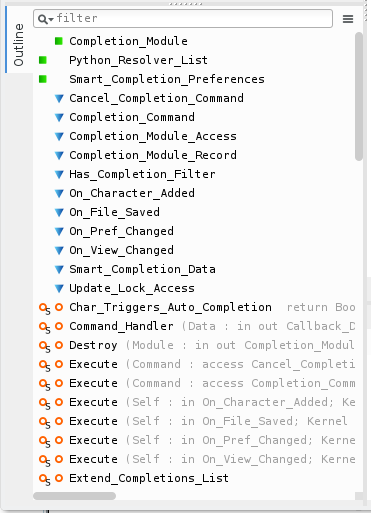 Outline
filter
Completion_Module
Python_Resolver_List
Smart_Completion_Preferences
Cancel_Completion_Command
Completion_Command
Completion_Module_Access
Completion_Module_Record
Has_Completion_Filter
On_Character_Added
On_File_Saved
On_Pref_Changed
On_View_Changed
Smart_Completion_Data
Update_Lock_Access
S Char_Triggers_Auto_Completion return Boo
S Command_Handler (Data : in out Callback_D
S Destroy (Module : in out Completion_Modul
S Execute (Command : access Cancel_Completi
S Execute (Command : access Completion_Comm
S Execute (Self : in On_Character_Added; Ke
S Execute (Self : in On_File_Saved; Kernel
S Execute (Self : in On_Pref_Changed; Kerne
S Execute (Self : in On_View_Changed; Kerne
S Extend_Completions_List